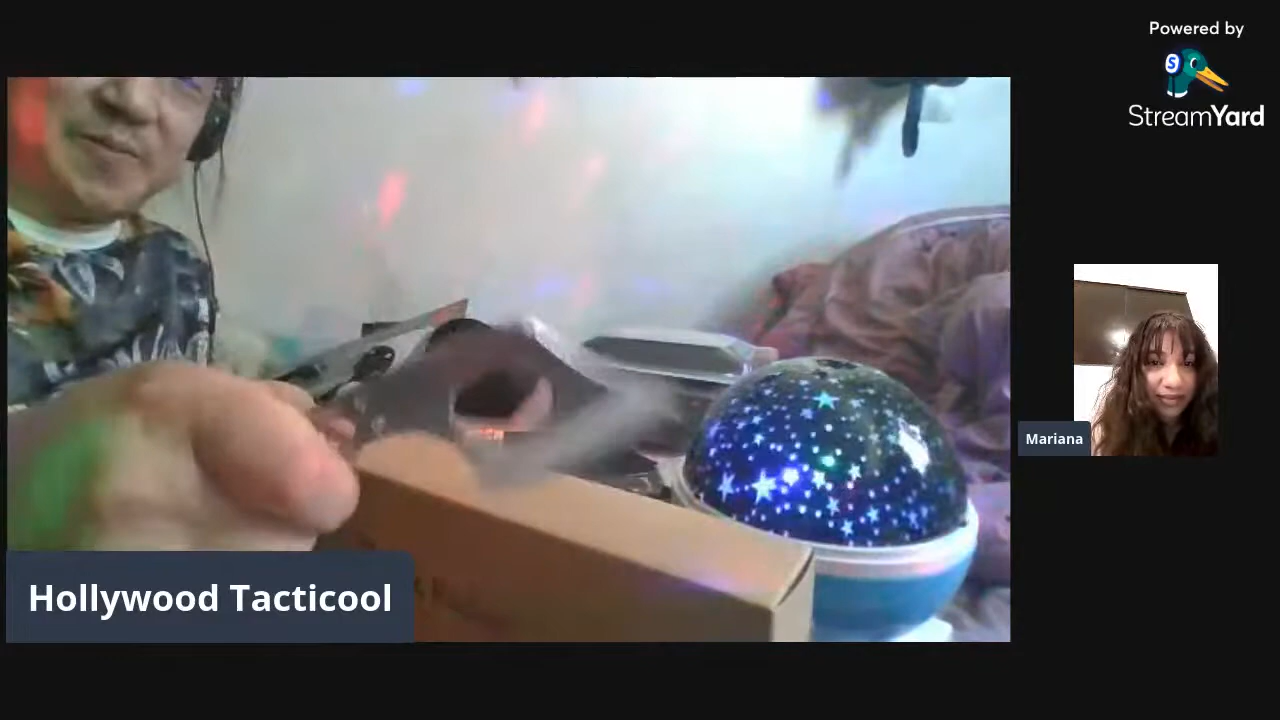 Powered by
S
StreamYard
Mariana
Hollywood Tacticool